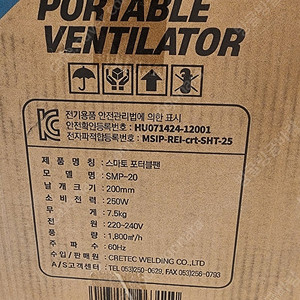 PORTABLE
VENTILATOR
전기용품 안전관리법에 의한 표시
안전확인등록번호 : HU071424-12001
전자파적합등록번호 : MSIP-REI-crt-SHT-25
제품명칭 : 스마토 포터블팬
모델명 : SMP-20
날개크기 : 200mm
소비전력 : 260W
무게 : 7.5kg
전원 : 220-240V
풍량 : 1,800㎥/h
주파수 : 60Hz
수입/판매원 : CRETEC WELDING CO.,LTD
A/S고객센터 : TEL 053)250-0629, FAX 053)256-0793